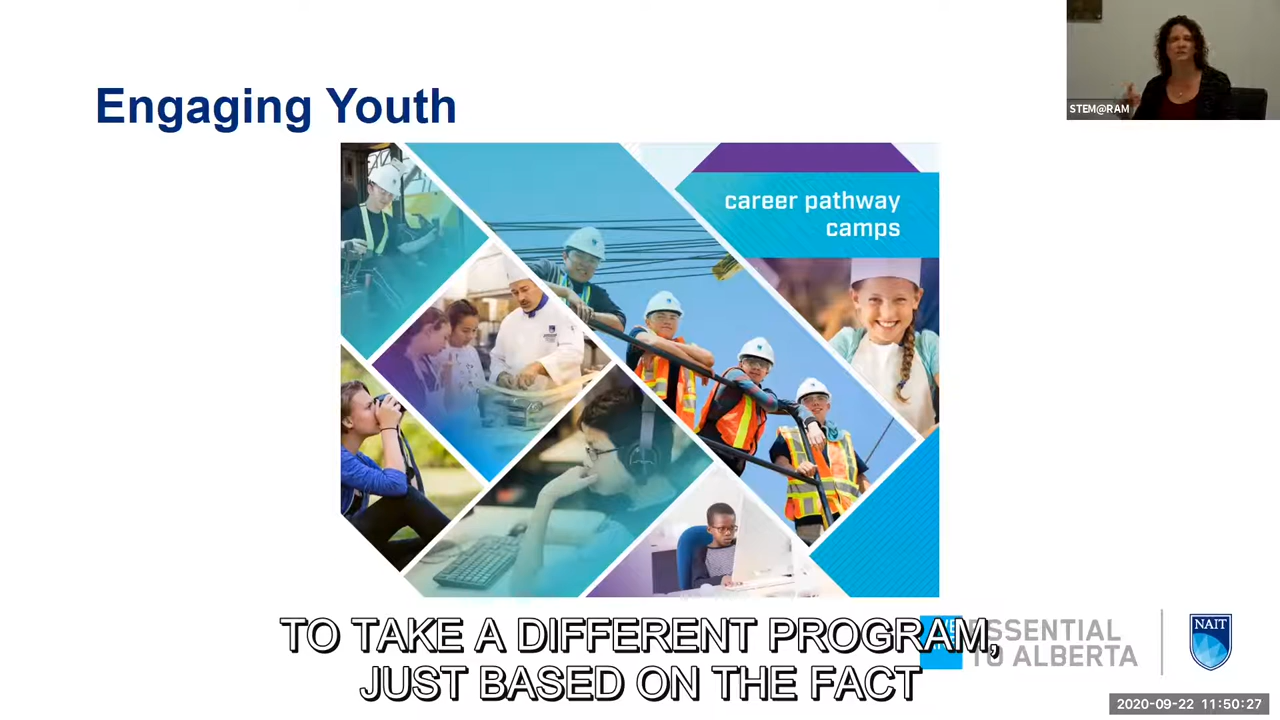 STEM@RAM
Engaging Youth
career pathway
camps
TO TAKE A DIFFERENT PROGRAM,
JUST BASED ON THE FACT
ESSENTIAL
TO ALBERTA
NAIT
2020-09-22 11:50:27